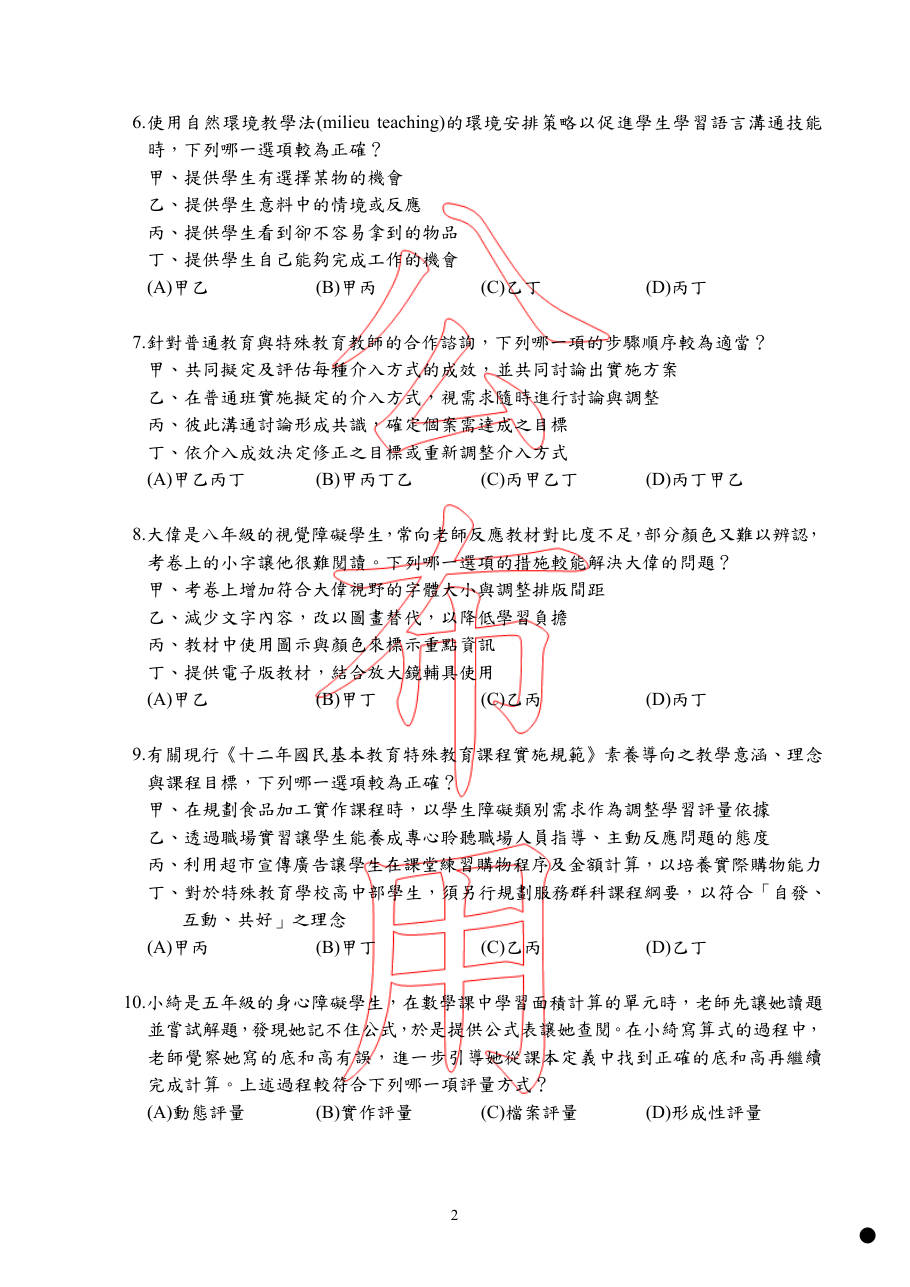 6.使用自然環境教學法(milieu teaching)的環境安排策略以促進學生學習語言溝通技能
時，下列哪一選項較為正確？
甲、提供學生有選擇某物的機會
乙、提供學生意料中的情境或反應
丙、提供學生看到卻不容易拿到的物品
丁、提供學生自己能夠完成工作的機會
(A)甲乙 (B)甲丙 (C)乙丁 (D)丙丁
7.針對普通教育與特殊教育教師的合作諮詢，下列哪一項的步驟順序較為適當？
甲、共同擬定及評估每種介入方式的成效，並共同討論出實施方案
乙、在普通班實施擬定的介入方式，視需求隨時進行討論與調整
丙、彼此溝通討論形成共識，確定個案需達成之目標
丁、依介入成效決定修正之目標或重新調整介入方式
(A)甲乙丙丁 (B)甲丙丁乙 (C)丙甲乙丁 (D)丙丁甲乙
8.大偉是八年級的視覺障礙學生，常向老師反應教材對比度不足，部分顏色又難以辨認，
考卷上的小字讓他很難閱讀。下列哪一選項的措施較能解決大偉的問題？
甲、考卷上增加符合大偉視野的字體大小與調整排版間距
乙、減少文字內容，改以圖畫替代，以降低學習負擔
丙、教材中使用圖示與顏色來標示重點資訊
丁、提供電子版教材，結合放大鏡輔具使用
(A)甲乙 (B)甲丁 (C)乙丙 (D)丙丁
9.有關現行《十二年國民基本教育特殊教育課程實施規範》素養導向之教學意涵、理念
與課程目標，下列哪一選項較為正確？
甲、在規劃食品加工實作課程時，以學生障礙類別需求作為調整學習評量依據
乙、透過職場實習讓學生能養成專心聆聽職場人員指導、主動反應問題的態度
丙、利用超市宣傳廣告讓學生在課堂練習購物程序及金額計算，以培養實際購物能力
丁、對於特殊教育學校高中部學生，須另行規劃服務群科課程綱要，以符合「自發、
互動、共好」之理念
(A)甲丙 (B)甲丁 (C)乙丙 (D)乙丁
10.小綺是五年級的身心障礙學生，在數學課中學習面積計算的單元時，老師先讓她讀題
並嘗試解題，發現她記不住公式，於是提供公式表讓她查閱。在小綺寫算式的過程中，
老師覺察她寫的底和高有誤，進一步引導她從課本定義中找到正確的底和高再繼續
完成計算。上述過程較符合下列哪一項評量方式？
(A)動態評量 (B)實作評量 (C)檔案評量 (D)形成性評量
公布用
2